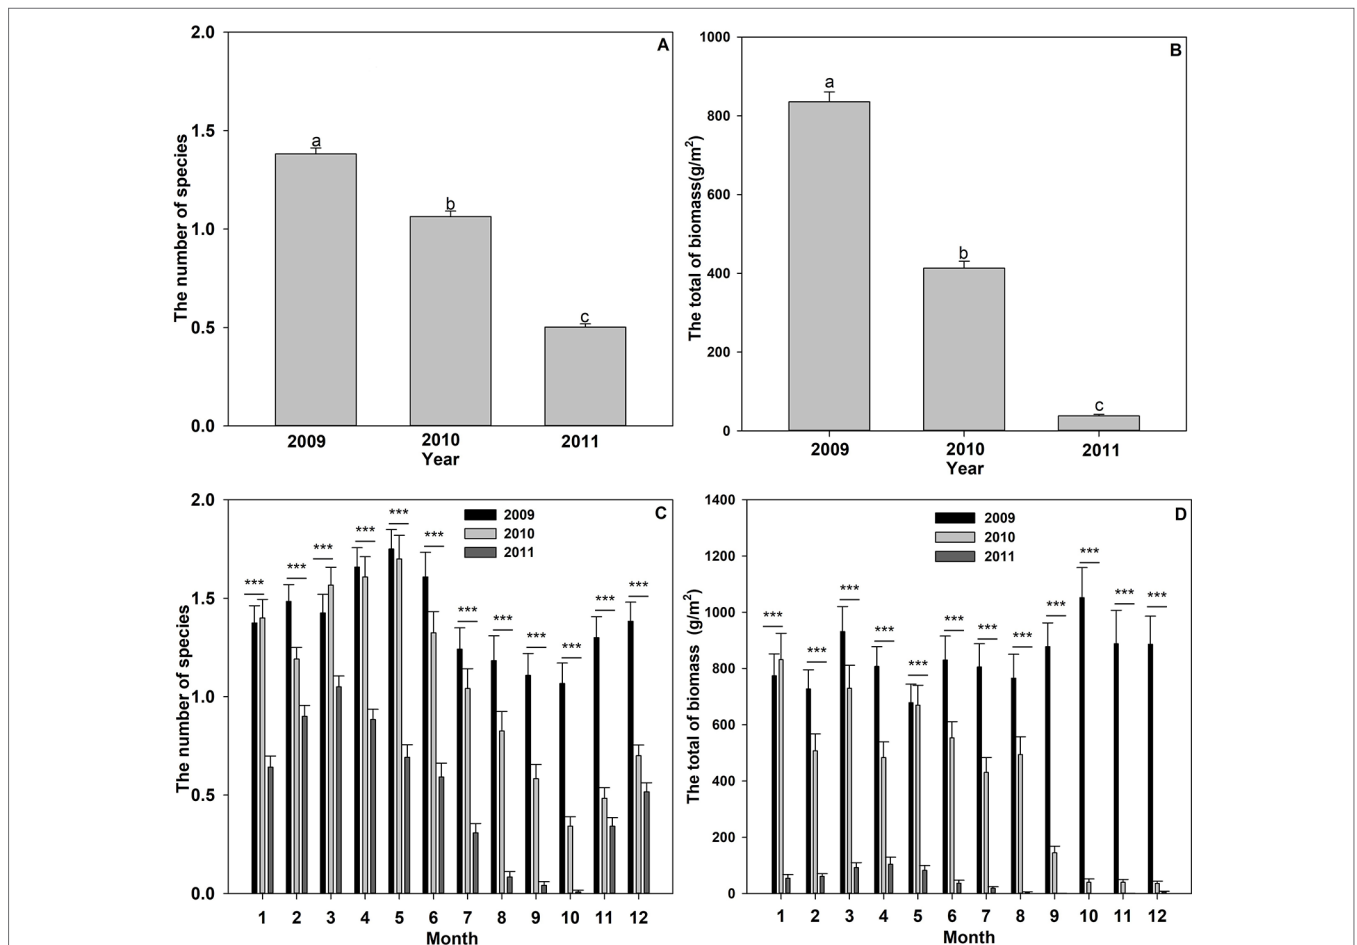 A
The number of species
2.0
1.5
1.0
0.5
0.0
a
b
c
2009
2010
2011
Year
B
The total of biomass(g/m²)
1000
800
600
400
200
0
a
b
c
2009
2010
2011
Year
C
The number of species
2.0
1.5
1.0
0.5
0.0
2009
2010
2011
*** *** *** *** *** *** *** *** *** *** *** ***
1 2 3 4 5 6 7 8 9 10 11 12
Month
D
The total of biomass (g/m²)
1400
1200
1000
800
600
400
200
0
2009
2010
2011
*** *** *** *** *** *** *** *** *** *** *** ***
1 2 3 4 5 6 7 8 9 10 11 12
Month